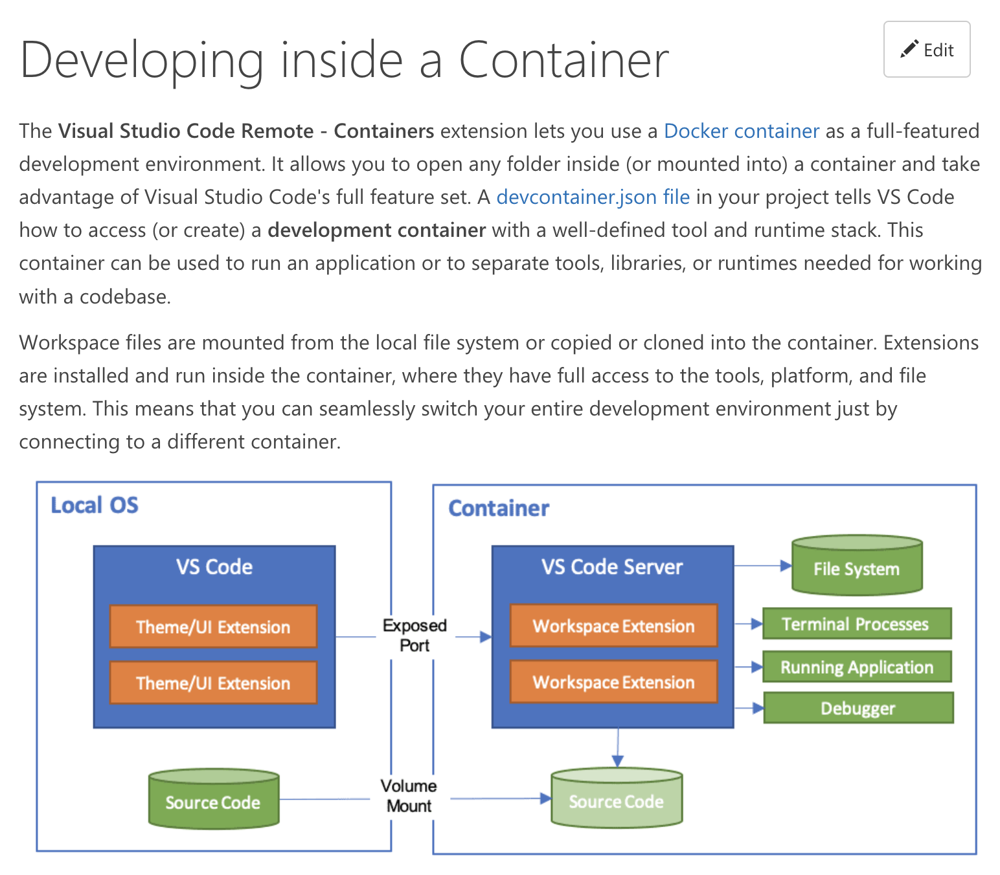 Developing inside a Container
Edit
The Visual Studio Code Remote - Containers extension lets you use a Docker container as a full-featured
development environment. It allows you to open any folder inside (or mounted into) a container and take
advantage of Visual Studio Code's full feature set. A devcontainer.json file in your project tells VS Code
how to access (or create) a development container with a well-defined tool and runtime stack. This
container can be used to run an application or to separate tools, libraries, or runtimes needed for working
with a codebase.
Workspace files are mounted from the local file system or copied or cloned into the container. Extensions
are installed and run inside the container, where they have full access to the tools, platform, and file
system. This means that you can seamlessly switch your entire development environment just by
connecting to a different container.
Local OS
VS Code
Theme/UI Extension
Theme/UI Extension
Source Code
Exposed
Port
Volume
Mount
Container
VS Code Server
Workspace Extension
Workspace Extension
Source Code
File System
Terminal Processes
Running Application
Debugger